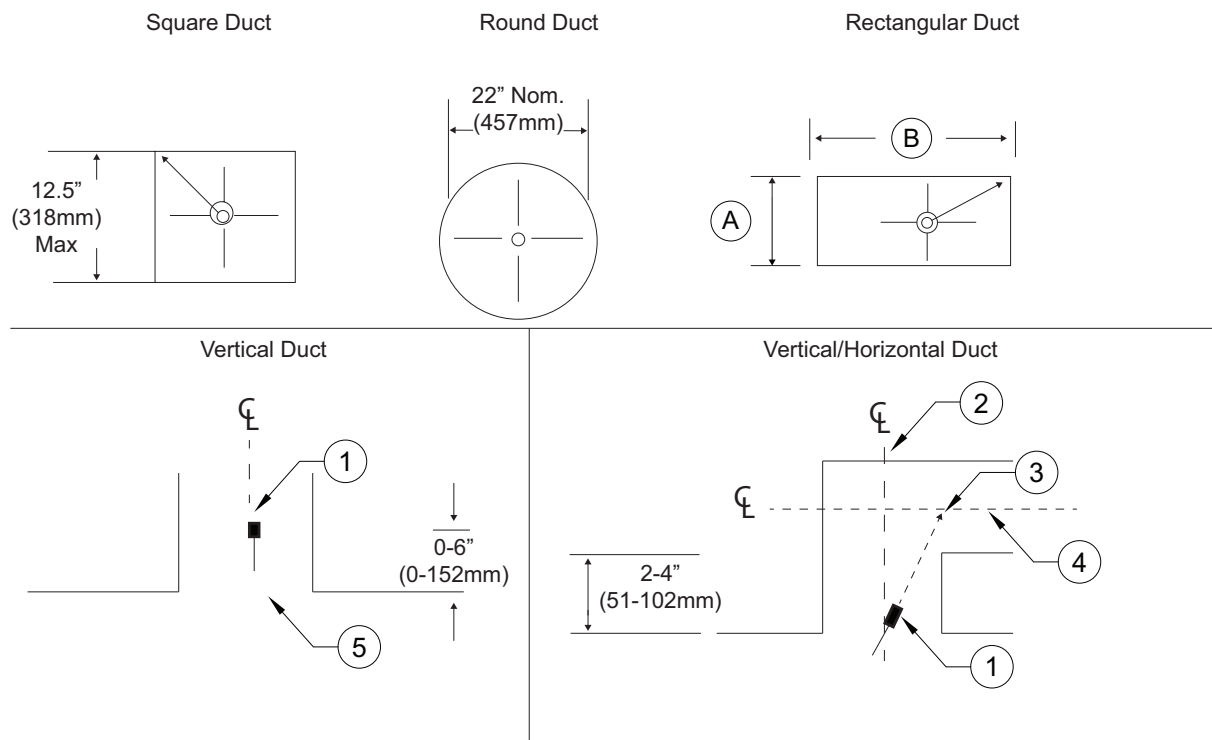 Square Duct
Round Duct
Rectangular Duct
22” Nom.
(457mm)
12.5”
(318mm)
Max
B
A
Vertical Duct
℄
1
0-6”
(0-152mm)
5
Vertical/Horizontal Duct
℄
2
3
℄
4
2-4”
(51-102mm)
1